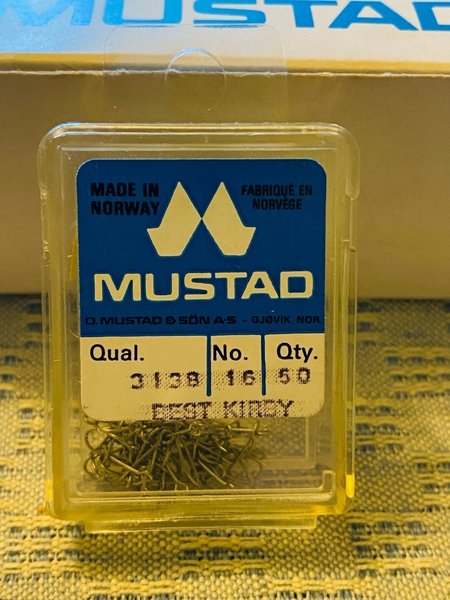 MUSTAD
MADE IN FABRIQUÉ EN
NORWAY NORVÈGE
MUSTAD
O. MUSTAD & SÖN A-S – GJØVIK, NOR.
Qual. No. Qty.
3138 16 50
BEST KIRBY